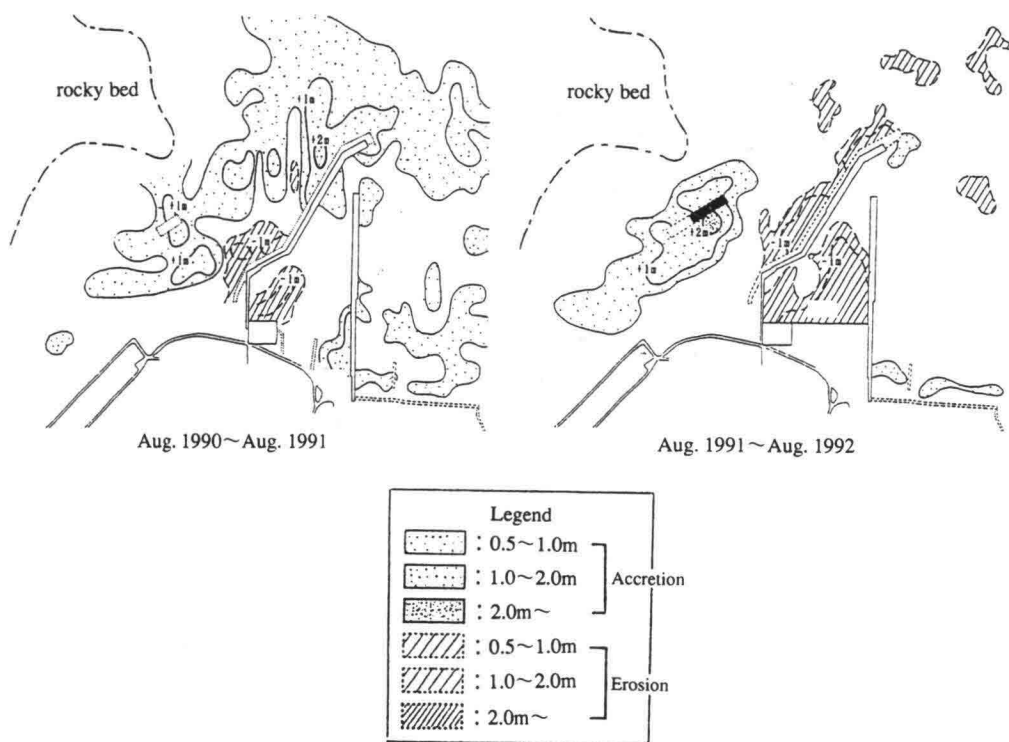 rocky bed
+1m
+2m
+1m
+1m
-1m
-1m
Aug. 1990~Aug. 1991
rocky bed
+2m
+1m
-1m
-1m
Aug. 1991~Aug. 1992
Legend
: 0.5~1.0m
: 1.0~2.0m
: 2.0m~
Accretion
: 0.5~1.0m
: 1.0~2.0m
: 2.0m~
Erosion